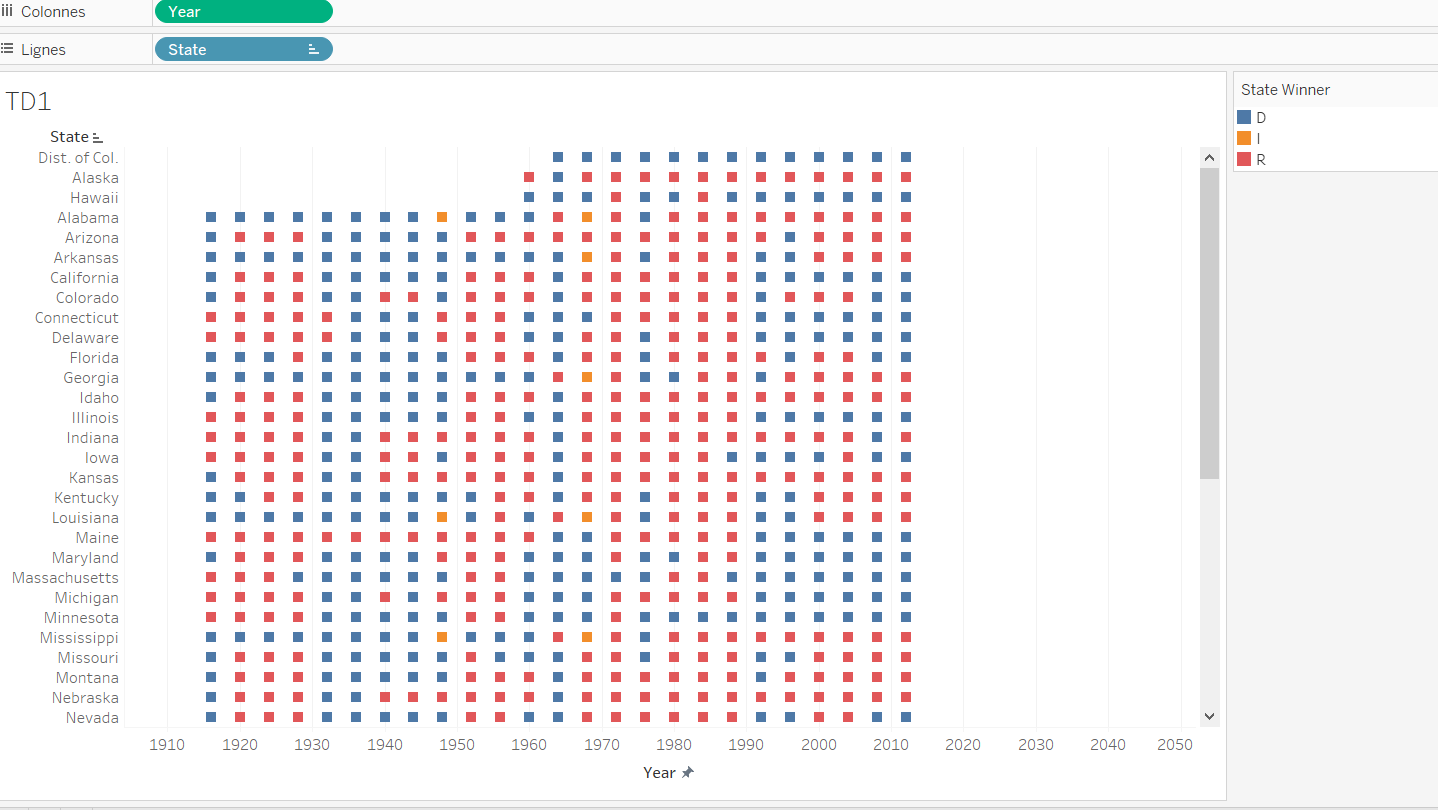 Colonnes Year
Lignes State
TD1
State Winner
D
I
R
State
Dist. of Col.
Alaska
Hawaii
Alabama
Arizona
Arkansas
California
Colorado
Connecticut
Delaware
Florida
Georgia
Idaho
Illinois
Indiana
Iowa
Kansas
Kentucky
Louisiana
Maine
Maryland
Massachusetts
Michigan
Minnesota
Mississippi
Missouri
Montana
Nebraska
Nevada
1910 1920 1930 1940 1950 1960 1970 1980 1990 2000 2010 2020 2030 2040 2050
Year